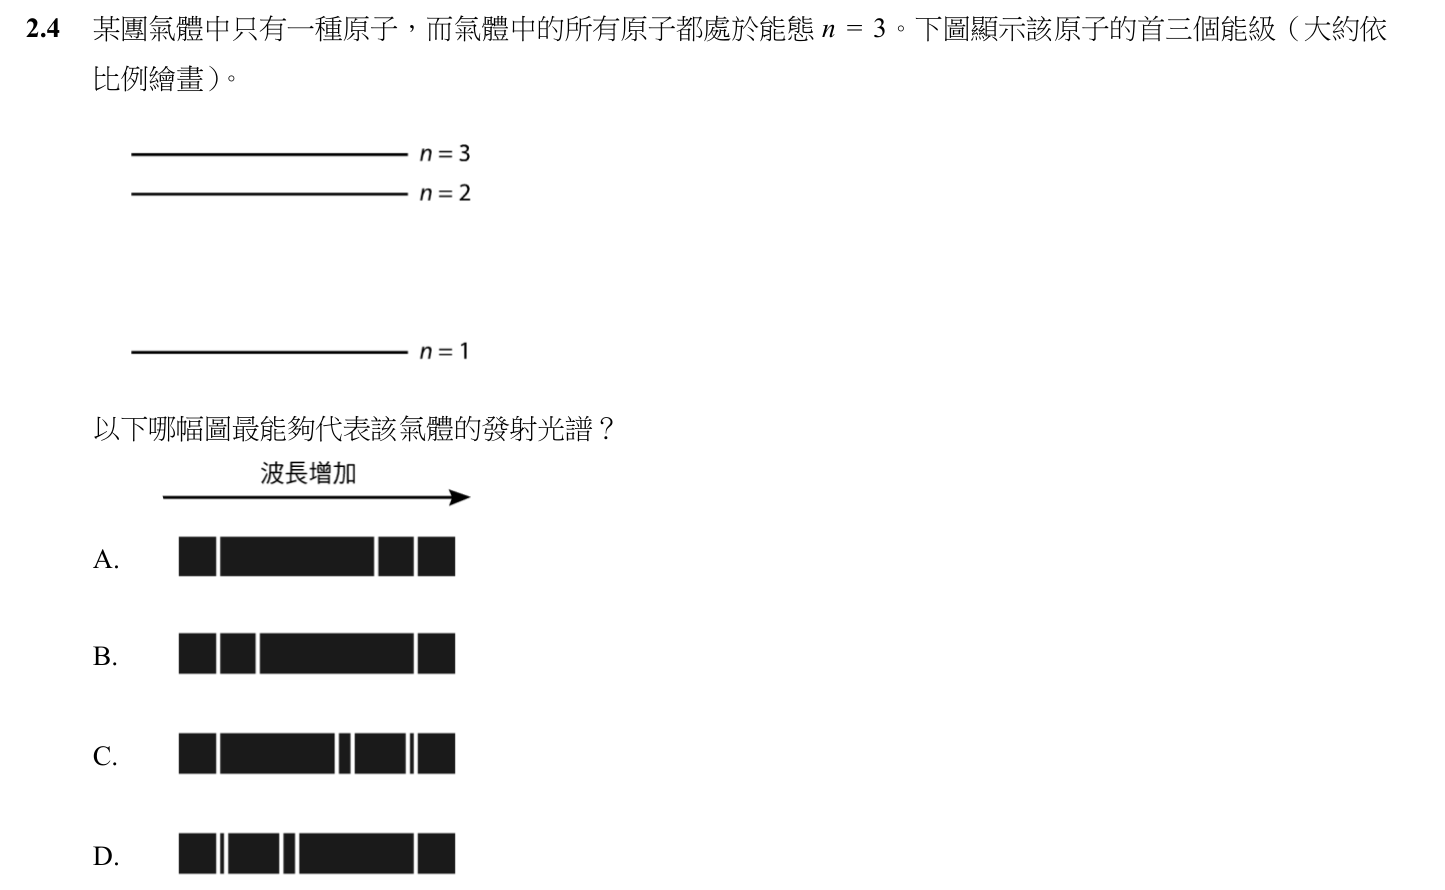 2.4 某團氣體中只有一種原子，而氣體中的所有原子都處於能態 n = 3。下圖顯示該原子的首三個能級（大約依
比例繪畫）。
n = 3
n = 2
n = 1
以下哪幅圖最能夠代表該氣體的發射光譜？
波長增加
A.
B.
C.
D.